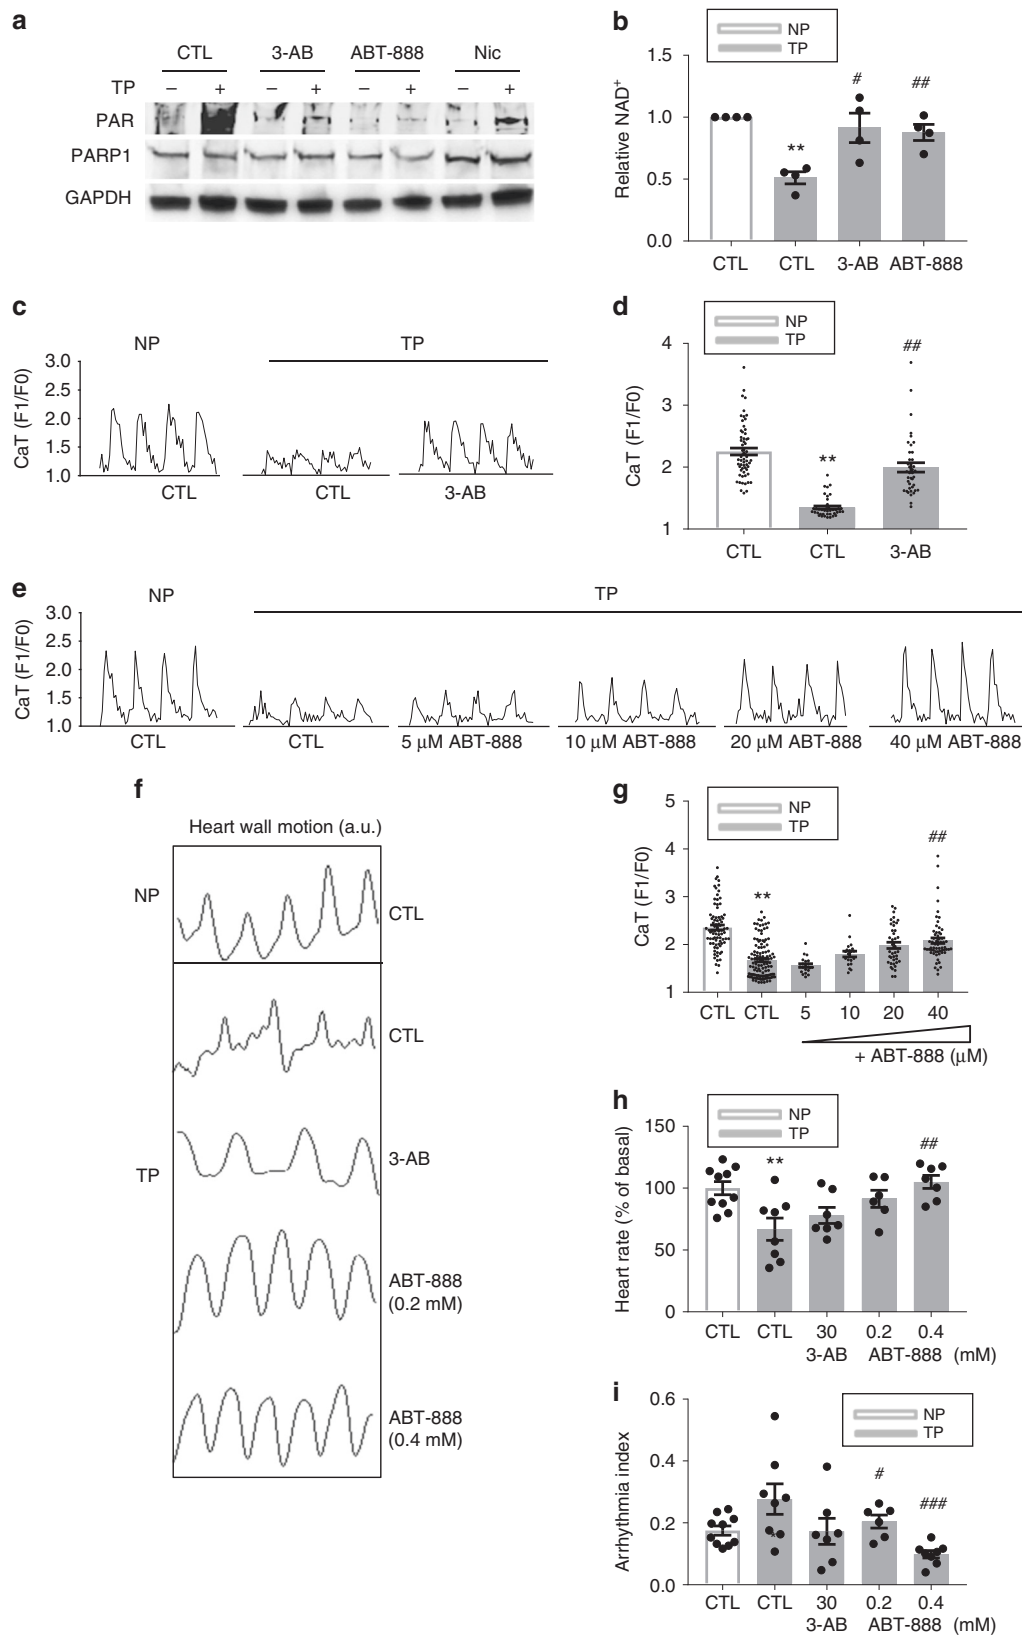 a
CTL 3-AB ABT-888 Nic
TP – + – + – + – +
PAR
PARP1
GAPDH
b
NP
TP
Relative NAD+
1.5
1.0
0.5
0.0
**
#
##
CTL CTL 3-AB ABT-888
c
NP TP
CaT (F1/F0)
3.0
2.5
2.0
1.5
1.0
CTL CTL 3-AB
d
NP
TP
CaT (F1/F0)
4
3
2
1
**
##
CTL CTL 3-AB
e
NP TP
CaT (F1/F0)
3.0
2.5
2.0
1.5
1.0
CTL CTL 5 μM ABT-888 10 μM ABT-888 20 μM ABT-888 40 μM ABT-888
f
Heart wall motion (a.u.)
NP
CTL
CTL
TP
3-AB
ABT-888
(0.2 mM)
ABT-888
(0.4 mM)
g
NP
TP
CaT (F1/F0)
5
4
3
2
1
**
##
CTL CTL 5 10 20 40
+ ABT-888 (μM)
h
NP
TP
Heart rate (% of basal)
150
100
50
0
**
##
CTL CTL 30 0.2 0.4
3-AB ABT-888 (mM)
i
NP
TP
Arrhythmia index
0.6
0.4
0.2
0.0
*
#
###
CTL CTL 30 0.2 0.4
3-AB ABT-888 (mM)